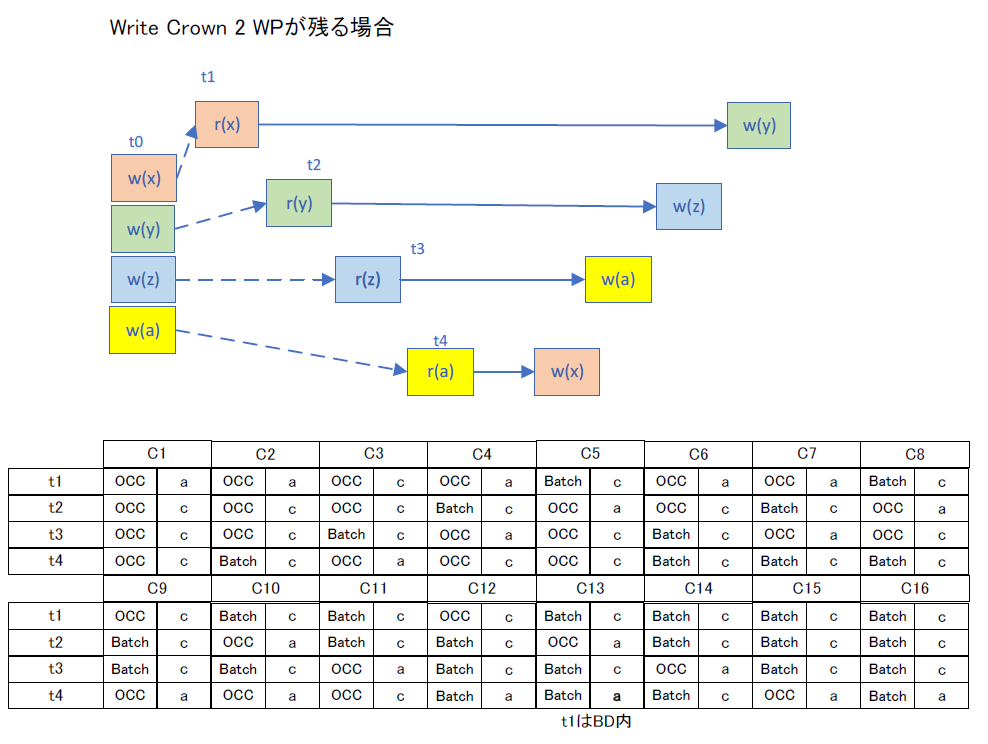 Write Crown 2 WPが残る場合
t1
r(x) w(y)
t0
w(x)
t2
r(y) w(z)
w(y)
t3
w(z) r(z) w(a)
w(a)
t4
r(a) w(x)
C1 C2 C3 C4 C5 C6 C7 C8
t1 OCC a OCC a OCC c OCC a Batch c OCC a OCC a Batch c
t2 OCC c OCC c OCC c Batch c OCC a OCC c Batch c OCC a
t3 OCC c OCC c Batch c OCC a OCC c Batch c OCC a OCC c
t4 OCC c Batch c OCC a OCC c OCC c Batch c Batch c Batch c
C9 C10 C11 C12 C13 C14 C15 C16
t1 OCC c Batch c Batch c OCC c Batch c Batch c Batch c Batch c
t2 Batch c OCC a Batch c Batch c OCC a Batch c Batch c Batch c
t3 Batch c Batch c OCC a Batch c Batch c OCC a Batch c Batch c
t4 OCC a OCC a OCC c Batch a Batch a Batch c OCC a Batch a
t1はBD内